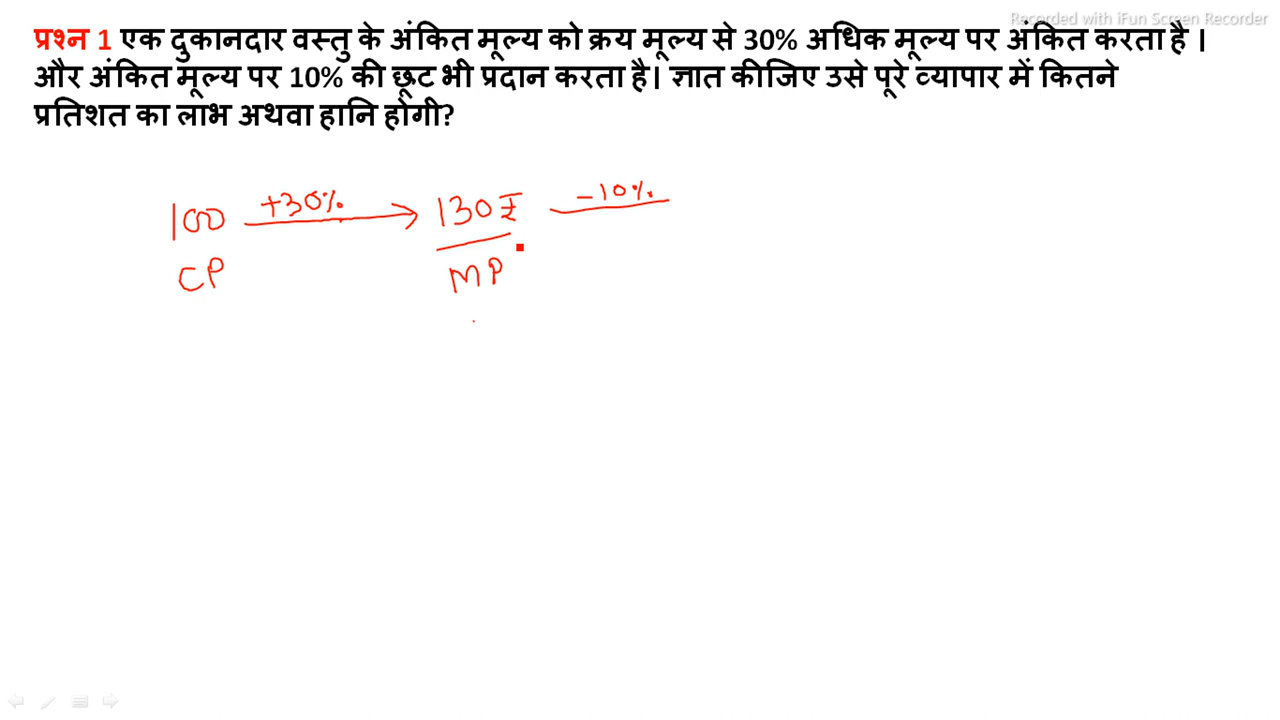 Recorded with iFun Screen Recorder
प्रश्न 1 एक दुकानदार वस्तु के अंकित मूल्य को क्रय मूल्य से 30% अधिक मूल्य पर अंकित करता है ।
और अंकित मूल्य पर 10% की छूट भी प्रदान करता है। ज्ञात कीजिए उसे पूरे व्यापार में कितने
प्रतिशत का लाभ अथवा हानि होगी?
100 +30% 130₹ -10%
CP MP